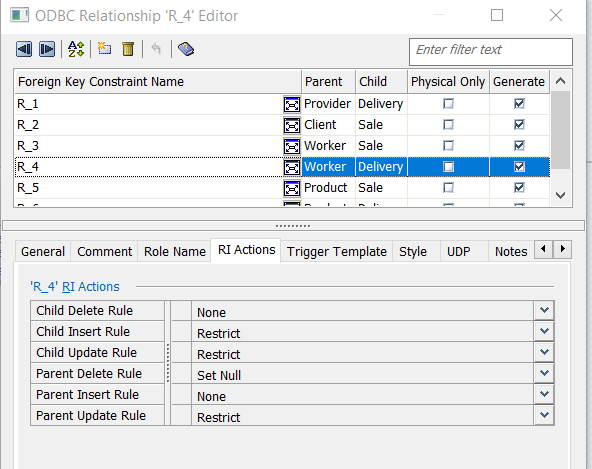 ODBC Relationship 'R_4' Editor
Enter filter text
Foreign Key Constraint Name Parent Child Physical Only Generate
R_1 Provider Delivery
R_2 Client Sale
R_3 Worker Sale
R_4 Worker Delivery
R_5 Product Sale
General Comment Role Name RI Actions Trigger Template Style UDP Notes
'R_4' RI Actions
Child Delete Rule None
Child Insert Rule Restrict
Child Update Rule Restrict
Parent Delete Rule Set Null
Parent Insert Rule None
Parent Update Rule Restrict